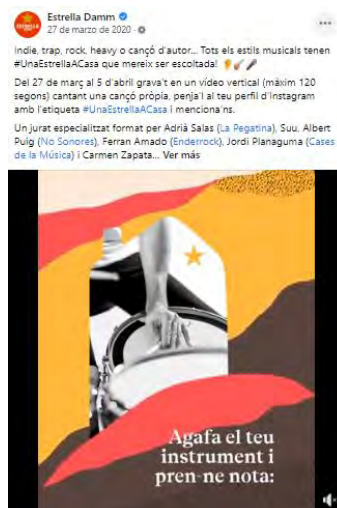 Estrella Damm
27 de marzo de 2020 ·
Indie, trap, rock, heavy o cançó d'autor... Tots els estils musicals tenen
#UnaEstrellaACasa que mereix ser escoltada!
Del 27 de març al 5 d'abril grava't en un vídeo vertical (màxim 120
segons) cantant una cançó pròpia, penja'l al teu perfil d'Instagram
amb l'etiqueta #UnaEstrellaACasa i menciona'ns.
Un jurat especialitzat format per Adrià Salas (La Pegatina), Suu, Albert
Puig (No Sonores), Ferran Amado (Enderrock), Jordi Planaguma (Cases
de la Música) i Carmen Zapata... Ver más
Agafa el teu
instrument i
pren-ne nota: